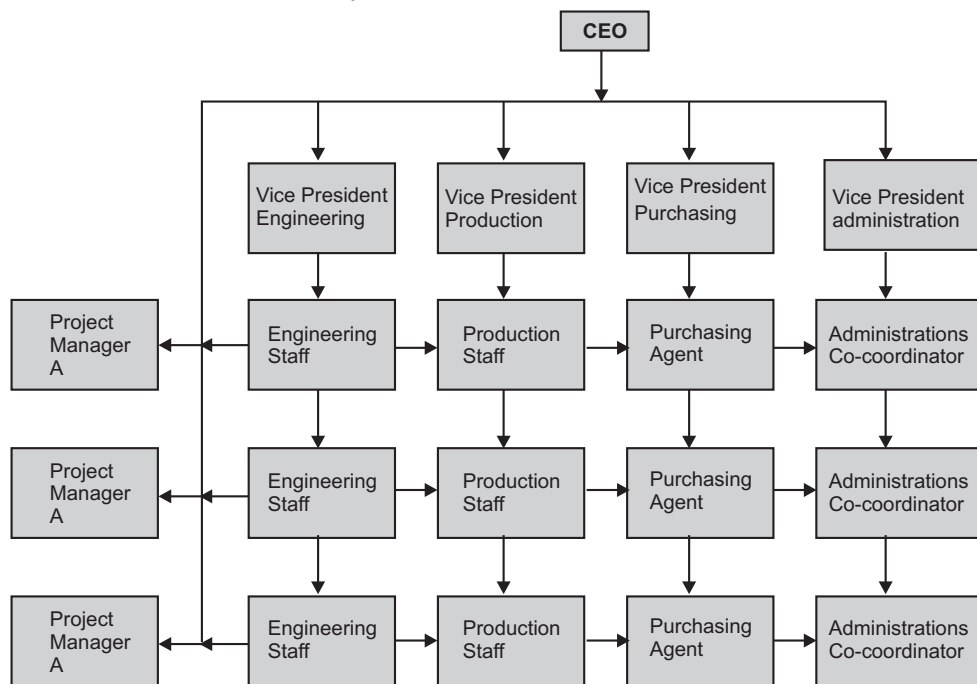 CEO
Vice President
Engineering
Vice President
Production
Vice President
Purchasing
Vice President
administration
Project
Manager
A
Engineering
Staff
Production
Staff
Purchasing
Agent
Administrations
Co-coordinator
Project
Manager
A
Engineering
Staff
Production
Staff
Purchasing
Agent
Administrations
Co-coordinator
Project
Manager
A
Engineering
Staff
Production
Staff
Purchasing
Agent
Administrations
Co-coordinator